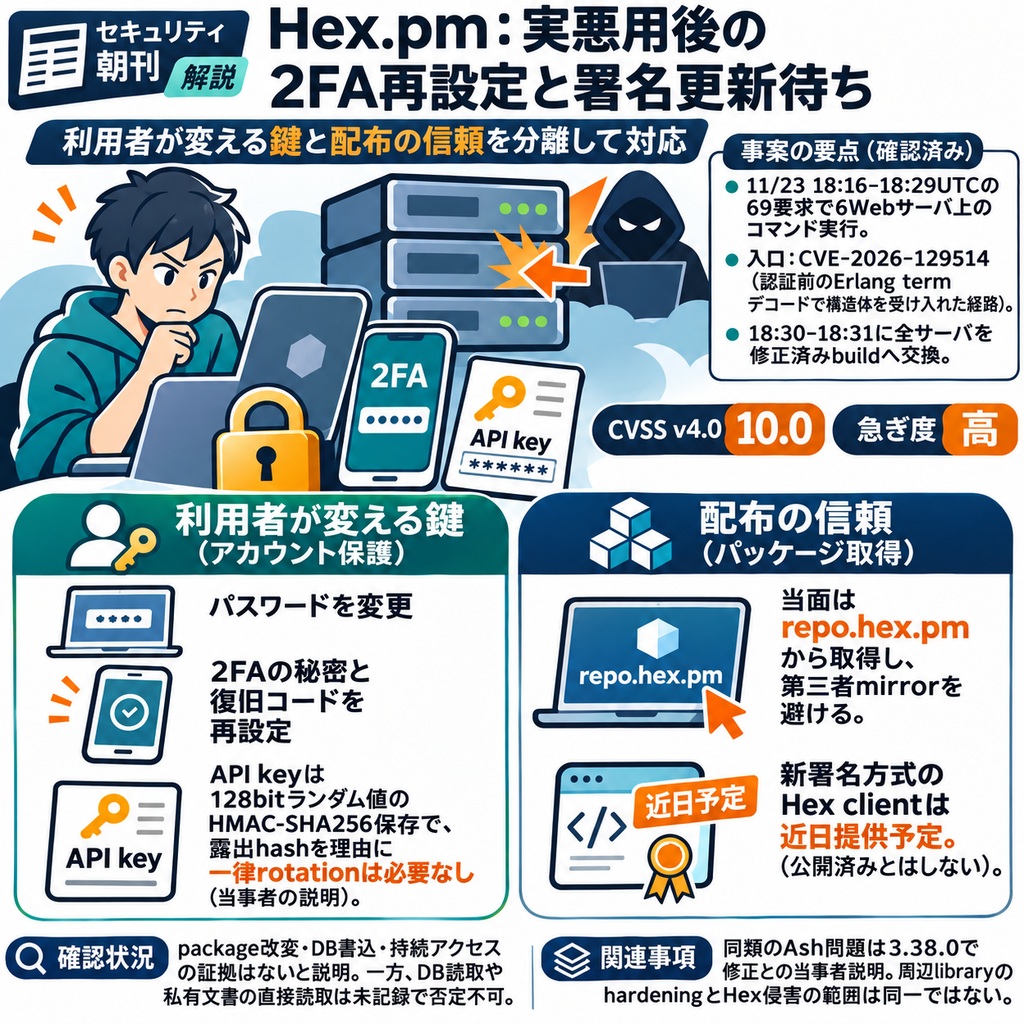 セキュリティ
朝刊
解説
Hex.pm：実悪用後の
2FA再設定と署名更新待ち
利用者が変える鍵と配布の信頼を分離して対応
事案の要点（確認済み）
・11/23 18:16–18:29UTCの
69要求で6Webサーバ上の
コマンド実行。
・入口：CVE-2026-129514
（認証前のErlang term
デコードで構造体を受け入れた経路）。
・18:30–18:31に全サーバを
修正済みbuildへ交換。
2FA
*****
API key
******
CVSS v4.0 10.0
急ぎ度 高
利用者が変える鍵
（アカウント保護）
****
パスワードを変更
2FAの秘密と
復旧コードを
再設定
API key
API keyは
128bitランダム値の
HMAC-SHA256保存で、
露出hashを理由に
一律rotationは必要なし
（当事者の説明）。
配布の信頼
（パッケージ取得）
repo.hex.pm
当面は
repo.hex.pm
から取得し、
第三者mirrorを
避ける。
</>
近日予定
新署名方式の
Hex clientは
近日提供予定。
（公開済みとはしない）。
確認状況
package改変・DB書込・持続アクセス
の証拠はないと説明。一方、DB読取や
私有文書の直接読取は未記録で否定不可。
関連事項
同類のAsh問題は3.38.0で
修正との当事者説明。周辺libraryの
hardeningとHex侵害の範囲は同一ではない。